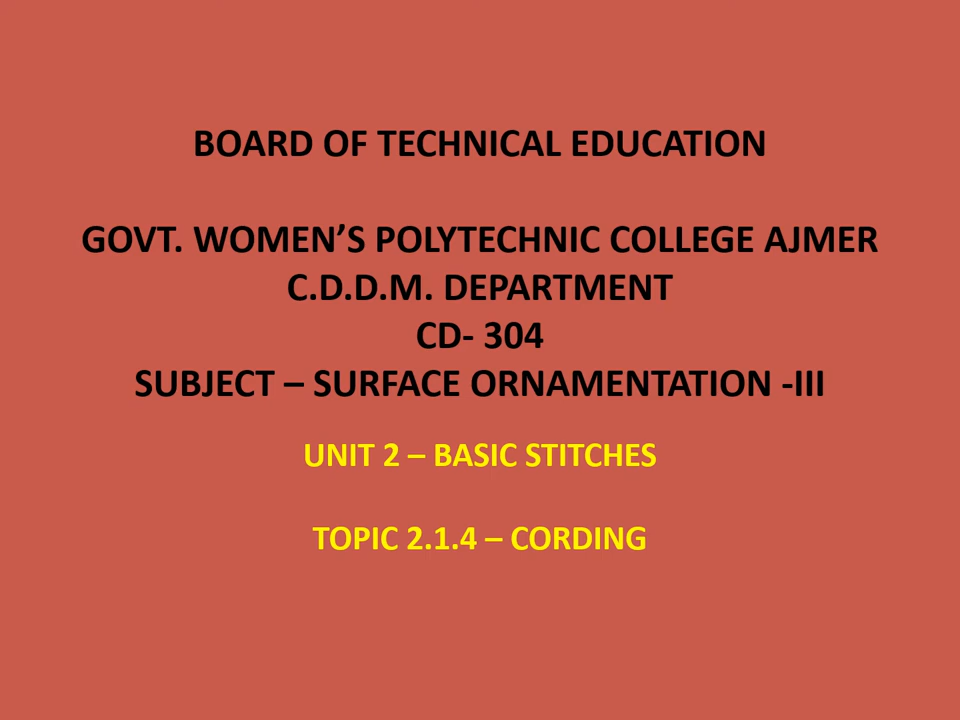 BOARD OF TECHNICAL EDUCATION
GOVT. WOMEN’S POLYTECHNIC COLLEGE AJMER
C.D.D.M. DEPARTMENT
CD- 304
SUBJECT – SURFACE ORNAMENTATION -III
UNIT 2 – BASIC STITCHES
TOPIC 2.1.4 – CORDING